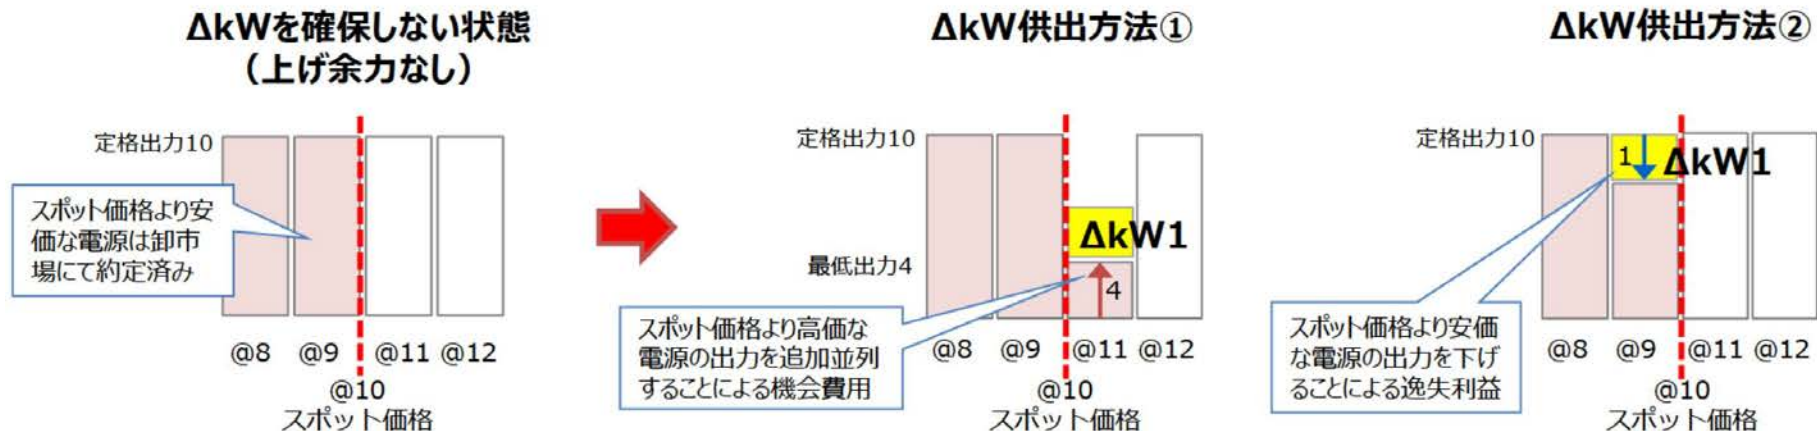 ΔkWを確保しない状態
（上げ余力なし）
定格出力10
スポット価格より安
価な電源は卸市
場にて約定済み
@8
@9
@11
@12
@10
スポット価格
ΔkW供出方法①
定格出力10
ΔkW1
最低出力4
4
スポット価格より高価な
電源の出力を追加並列
することによる機会費用
@8
@9
@11
@12
@10
スポット価格
ΔkW供出方法②
定格出力10
1
ΔkW1
スポット価格より安価
な電源の出力を下げ
ることによる逸失利益
@8
@9
@11
@12
@10
スポット価格